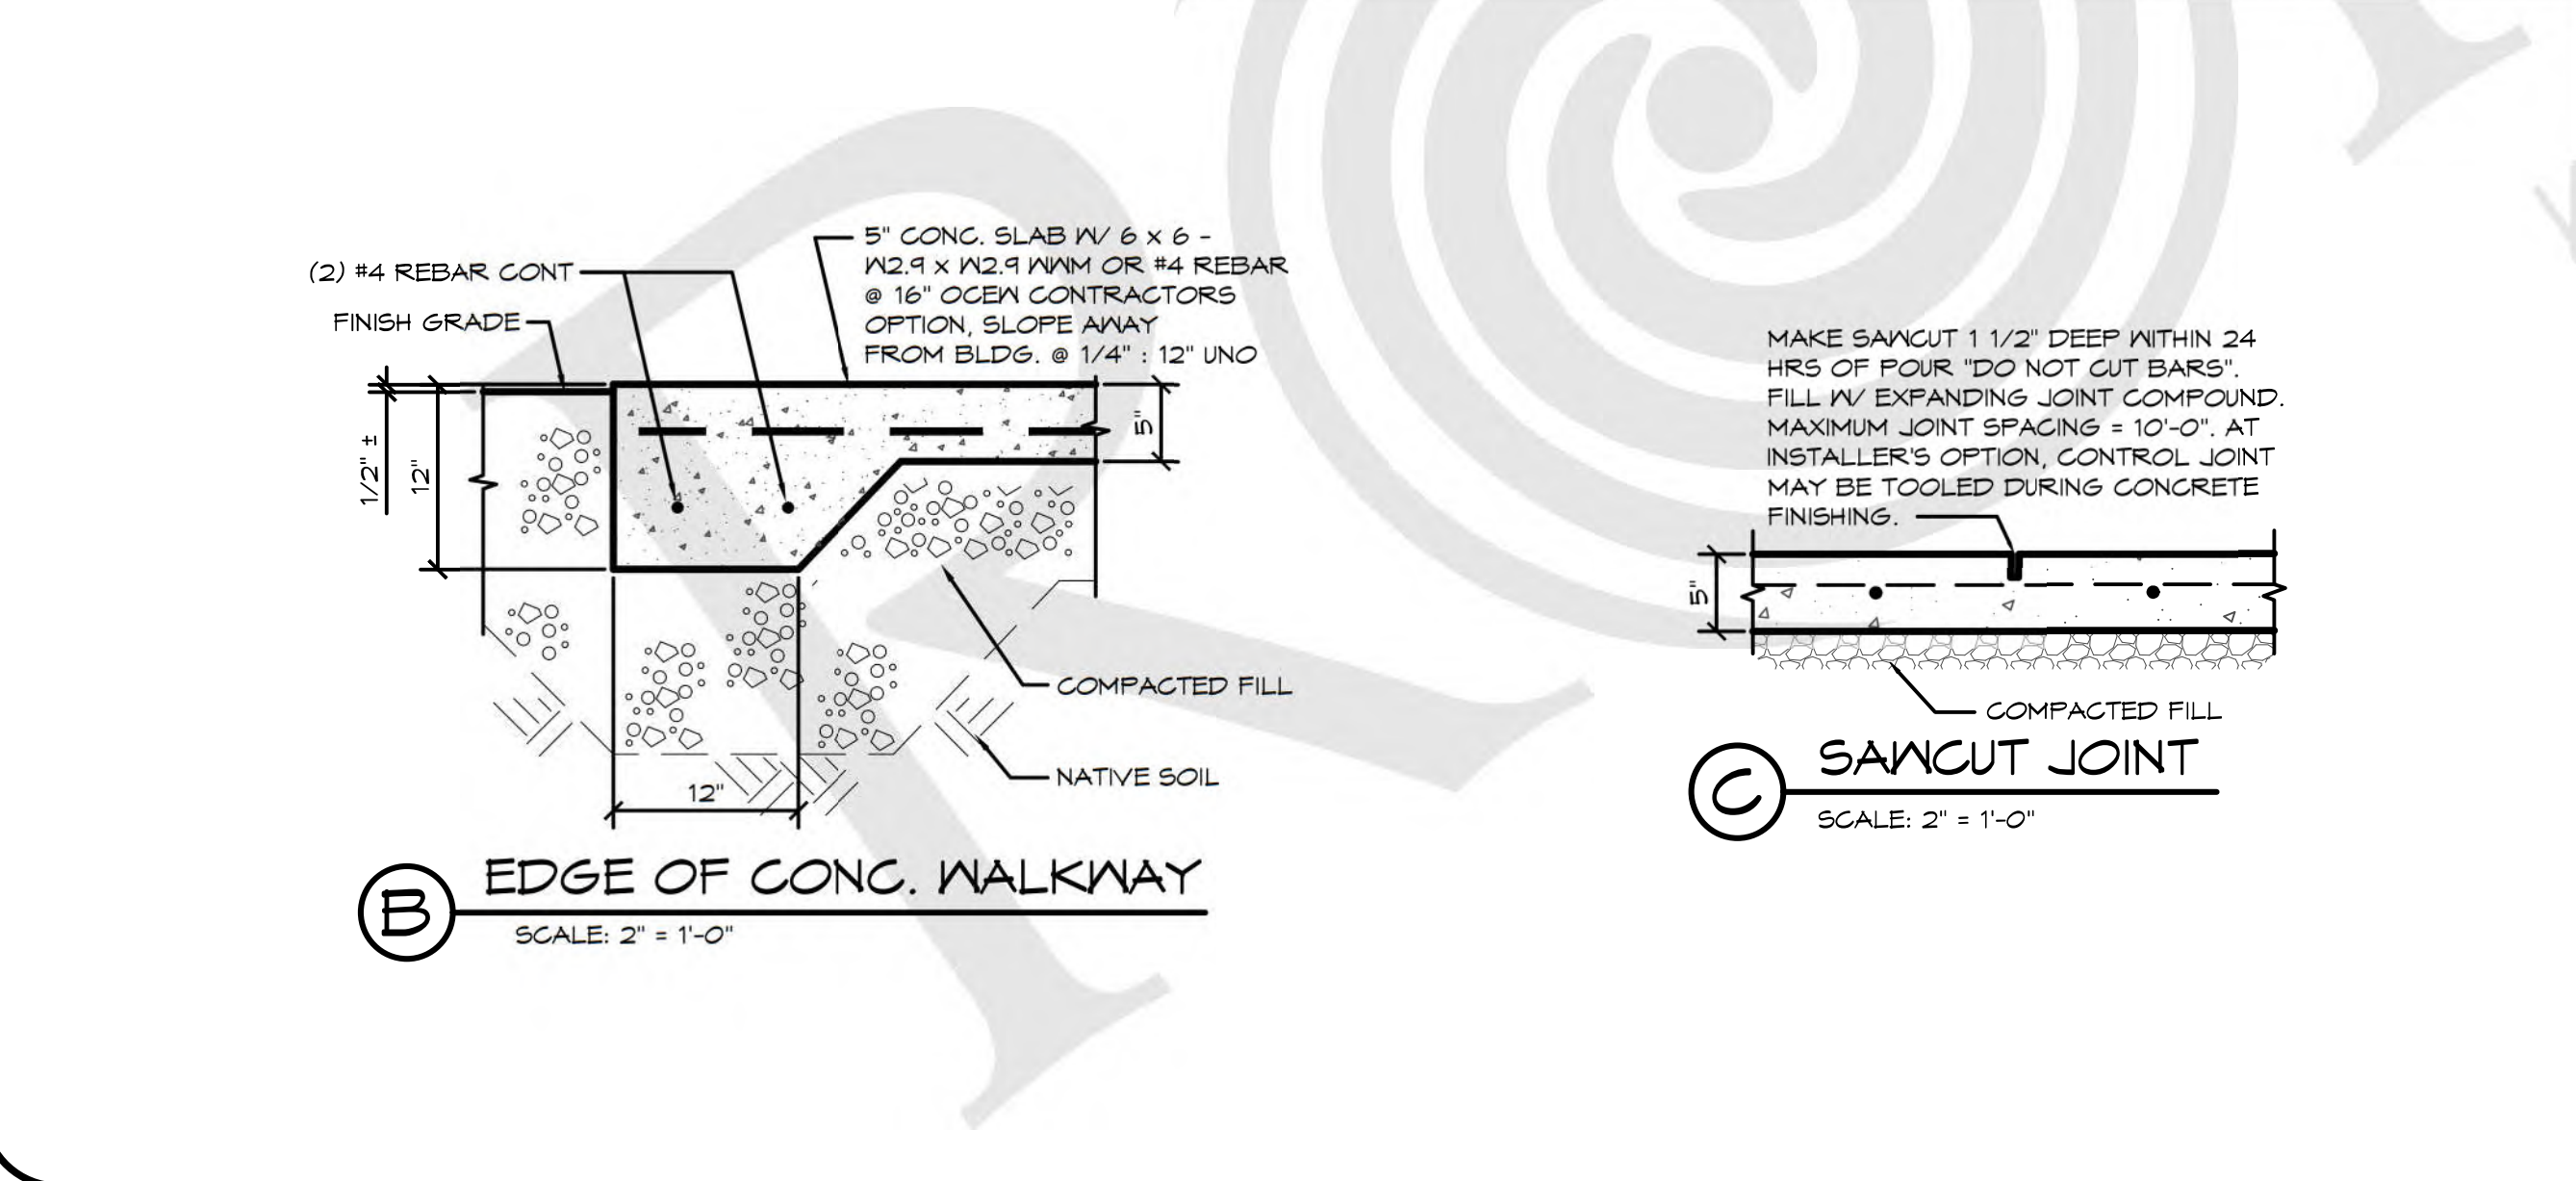 (2) #4 REBAR CONT
FINISH GRADE
5" CONC. SLAB W/ 6 x 6 -
W2.9 x W2.9 WWM OR #4 REBAR
@ 16" OCEW CONTRACTORS
OPTION, SLOPE AWAY
FROM BLDG. @ 1/4" : 12" UNO
1/2" ±
12"
5"
COMPACTED FILL
NATIVE SOIL
12"
B
EDGE OF CONC. WALKWAY
SCALE: 2" = 1'-0"
MAKE SAWCUT 1 1/2" DEEP WITHIN 24
HRS OF POUR "DO NOT CUT BARS".
FILL W/ EXPANDING JOINT COMPOUND.
MAXIMUM JOINT SPACING = 10'-0". AT
INSTALLER'S OPTION, CONTROL JOINT
MAY BE TOOLED DURING CONCRETE
FINISHING.
5"
COMPACTED FILL
C
SAWCUT JOINT
SCALE: 2" = 1'-0"